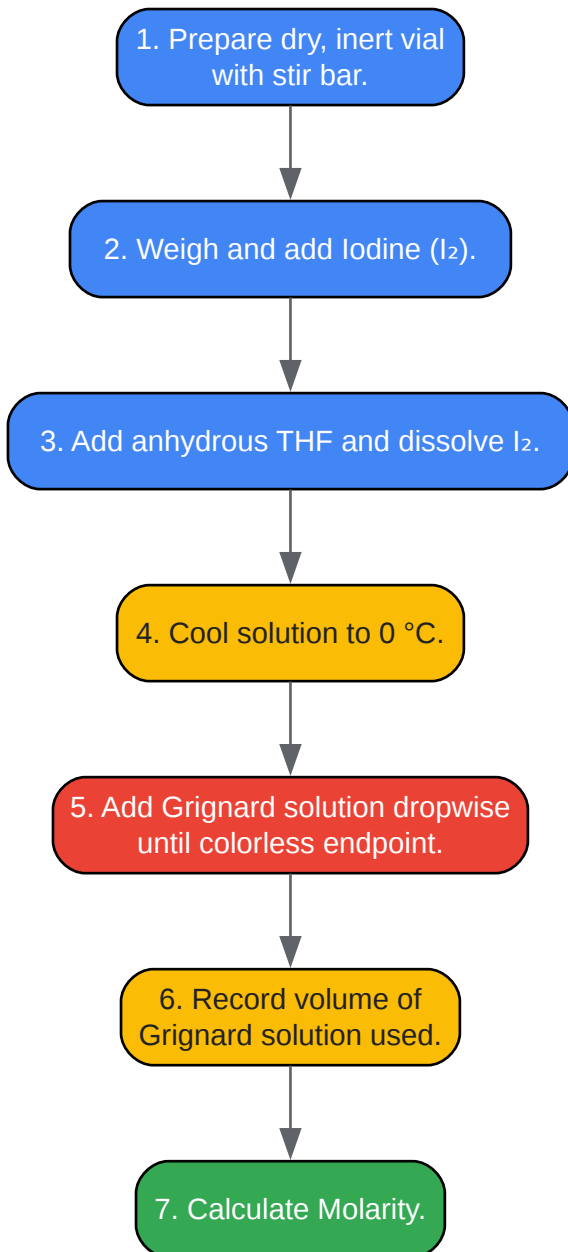 1. Prepare dry, inert vial
with stir bar.
2. Weigh and add Iodine (I₂).
3. Add anhydrous THF and dissolve I₂.
4. Cool solution to 0 °C.
5. Add Grignard solution dropwise
until colorless endpoint.
6. Record volume of
Grignard solution used.
7. Calculate Molarity.